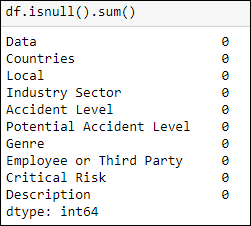 df.isnull().sum()
Data 0
Countries 0
Local 0
Industry Sector 0
Accident Level 0
Potential Accident Level 0
Genre 0
Employee or Third Party 0
Critical Risk 0
Description 0
dtype: int64